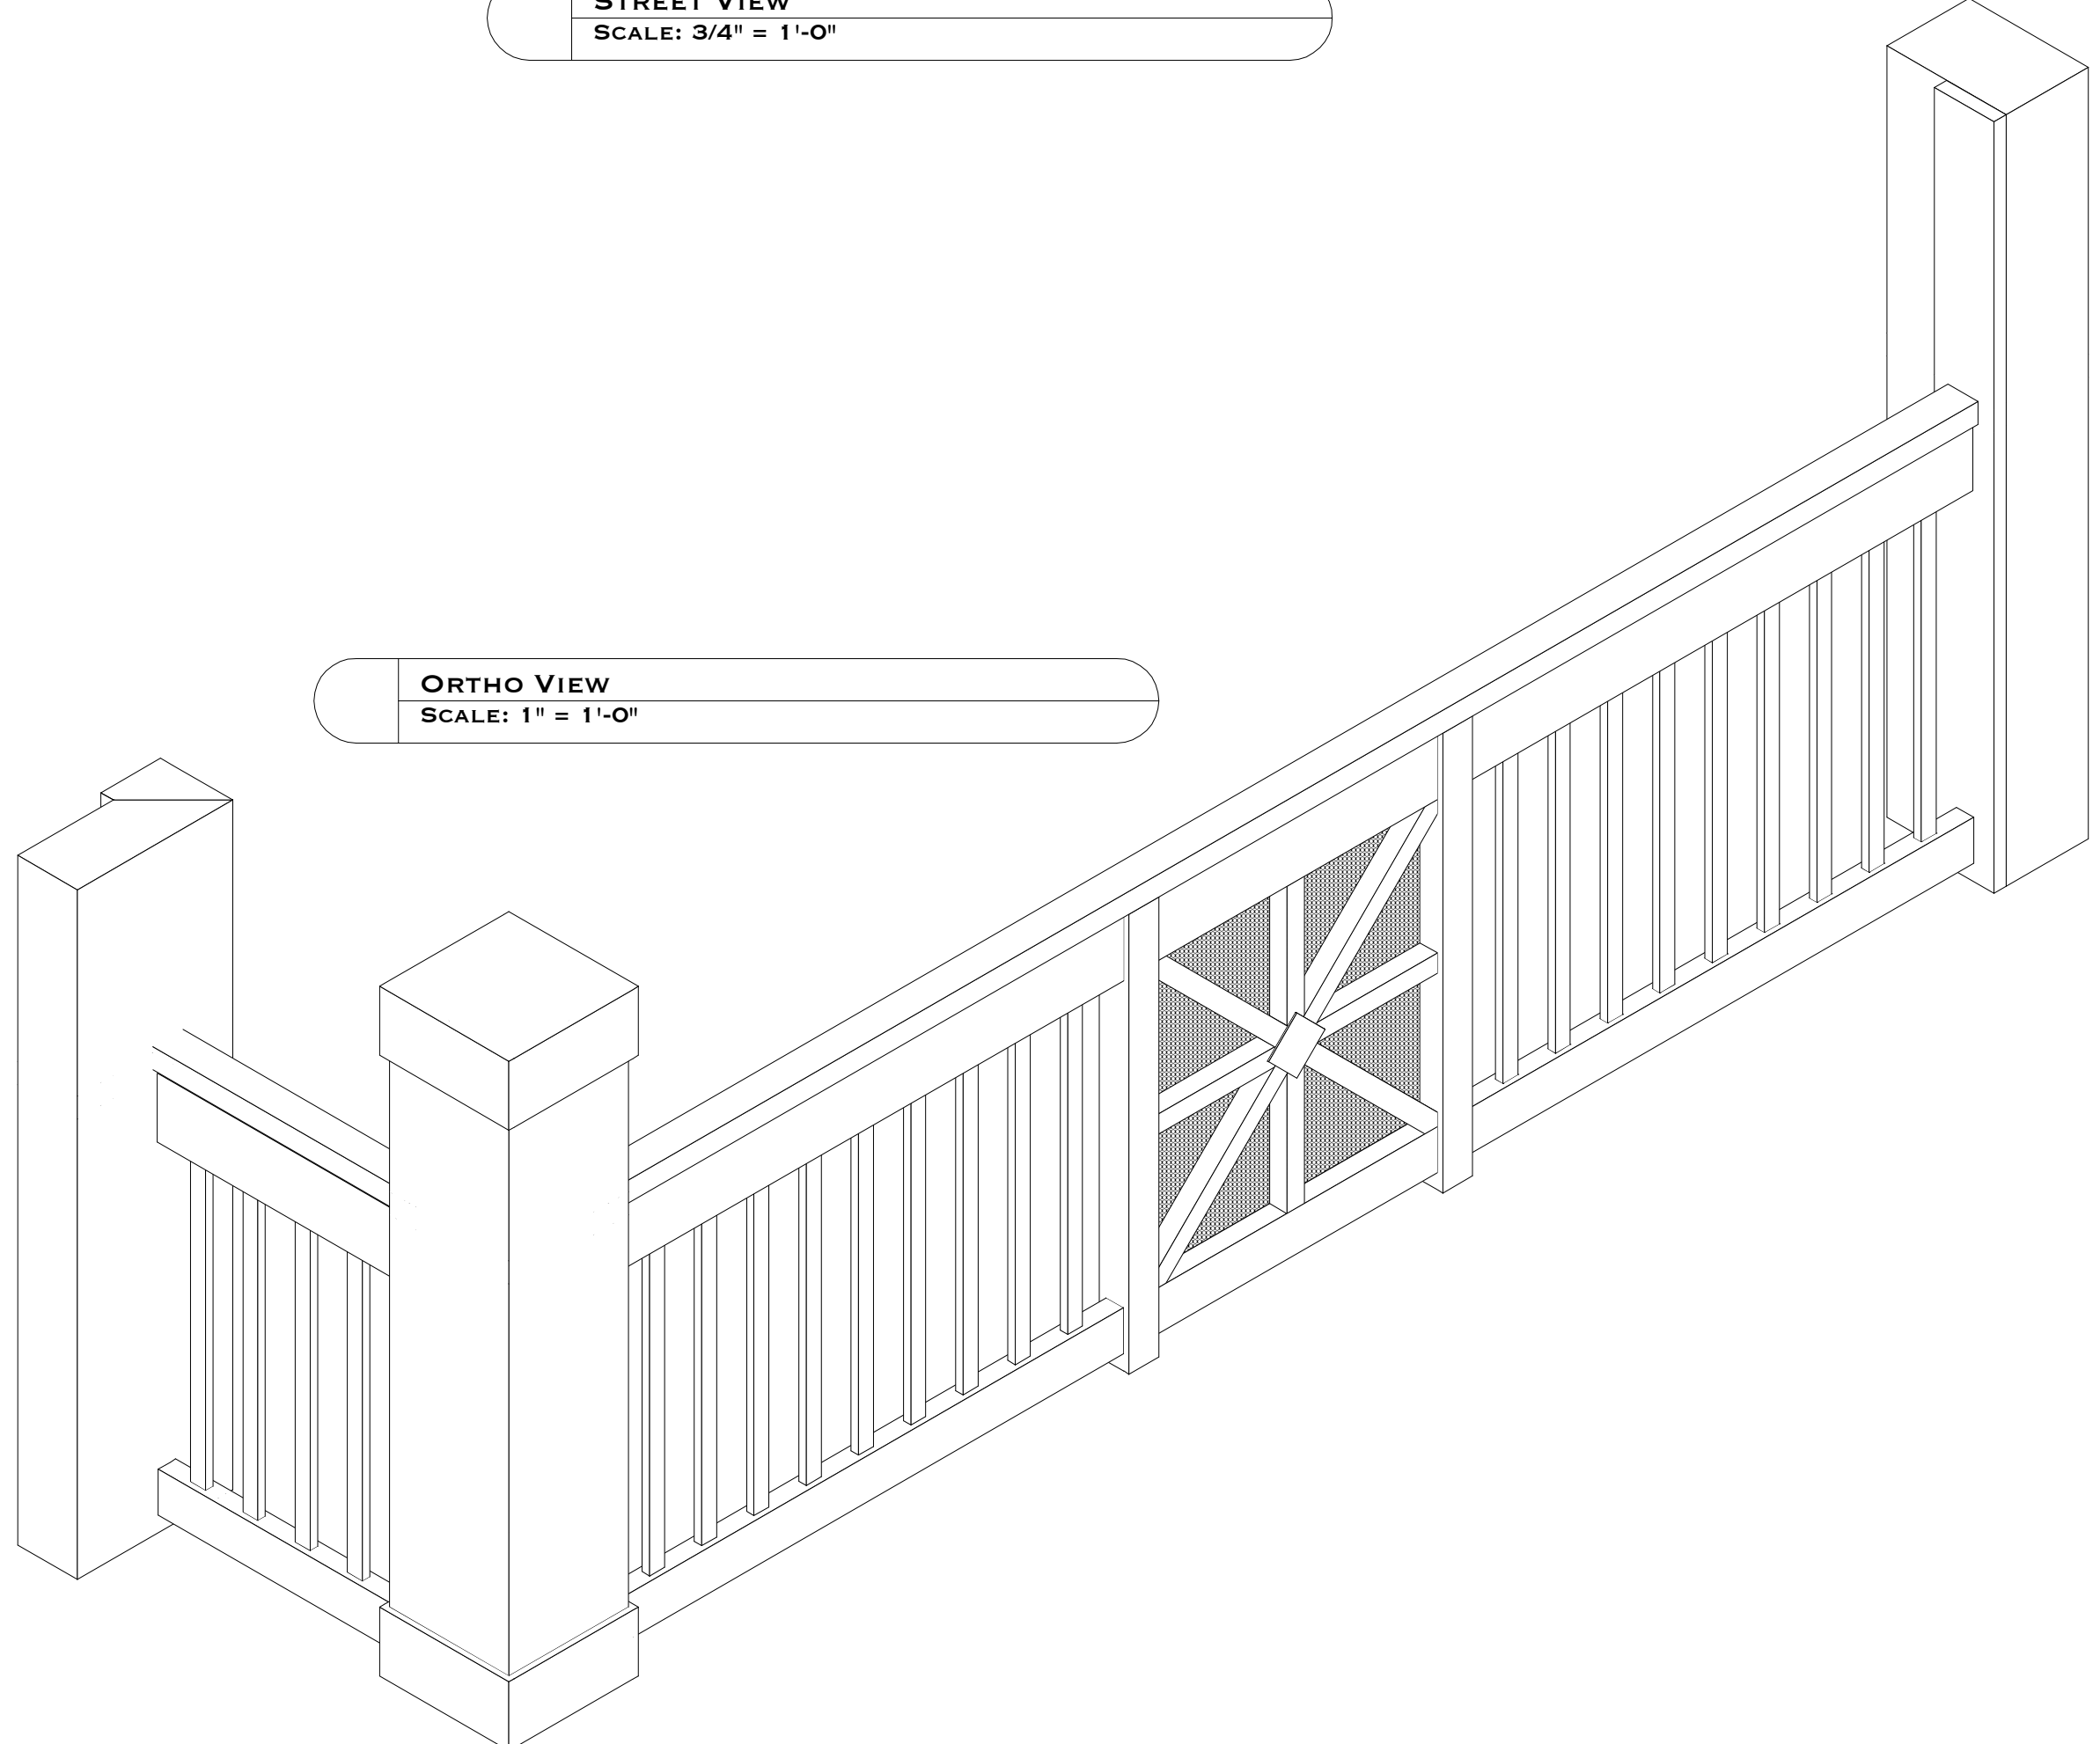 STREET VIEW
SCALE: 3/4" = 1'-0"
ORTHO VIEW
SCALE: 1" = 1'-0"